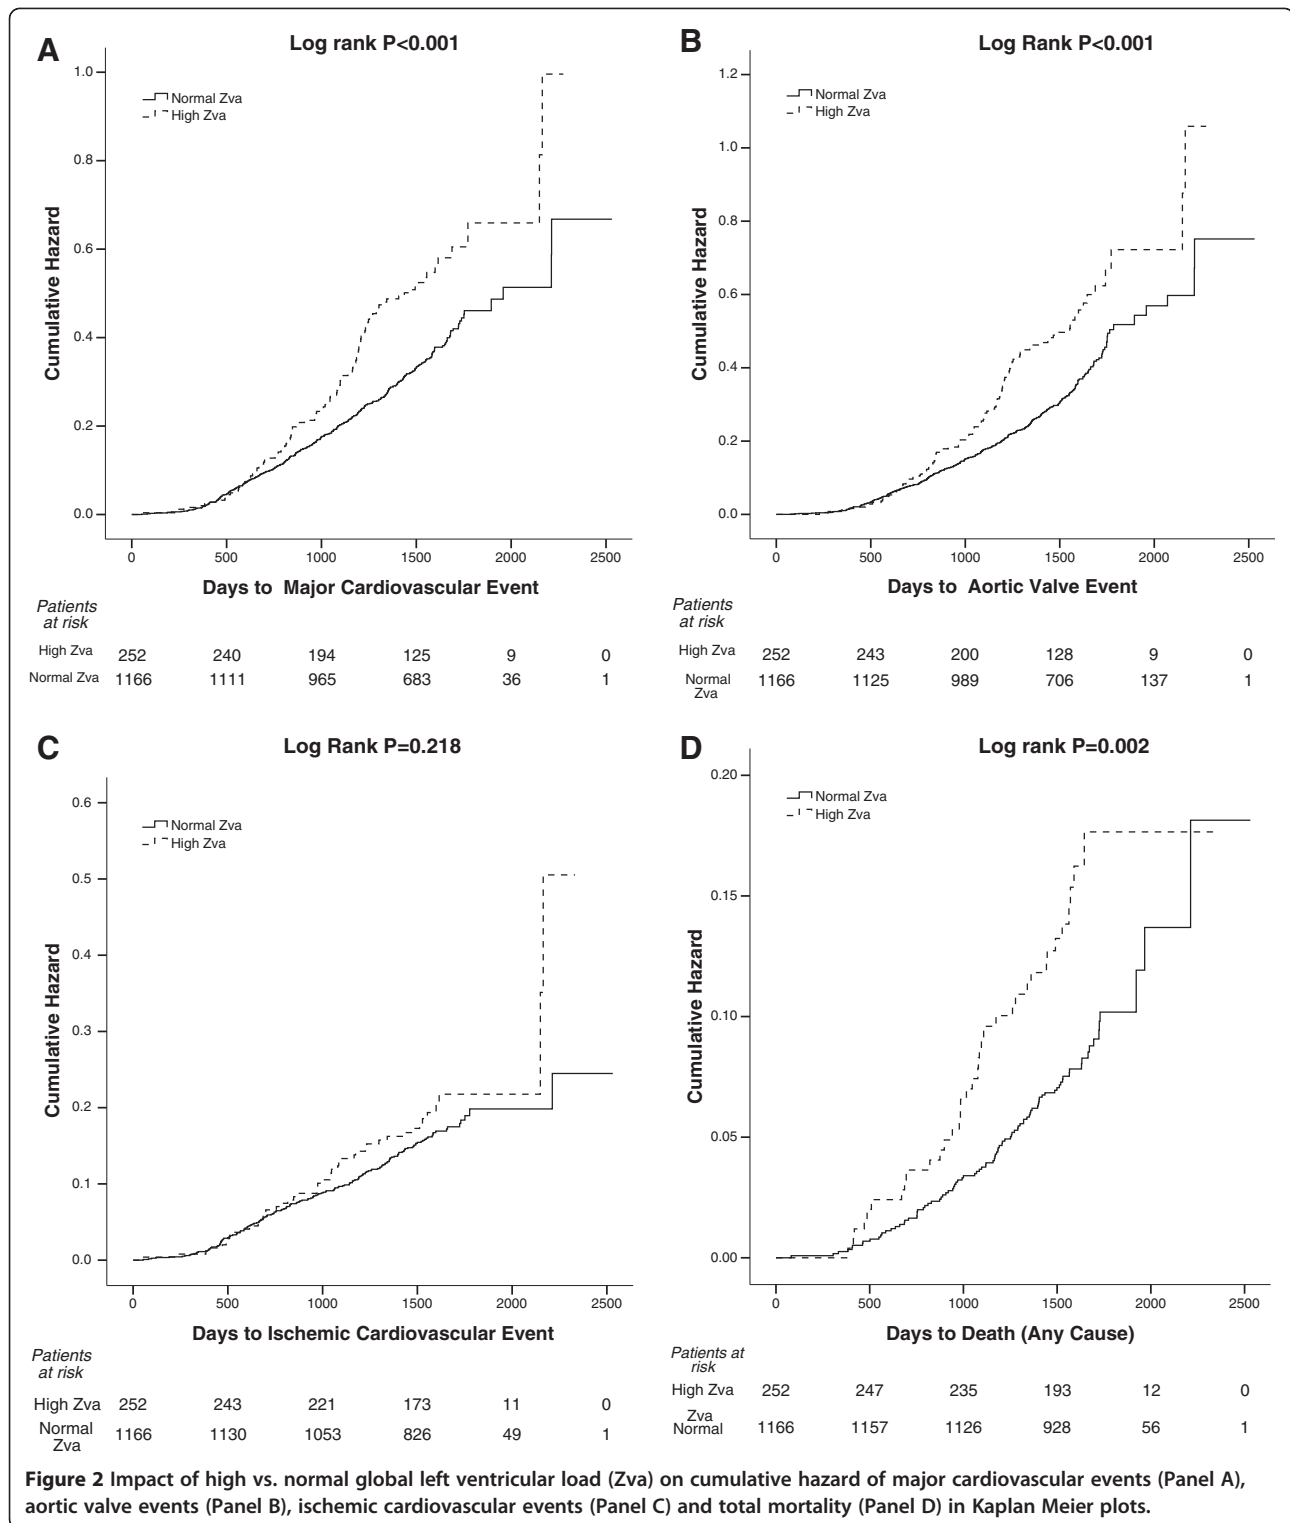 A
Log rank P<0.001
Normal Zva
High Zva
1.0
0.8
0.6
0.4
0.2
0.0
Cumulative Hazard
0 500 1000 1500 2000 2500
Days to Major Cardiovascular Event
Patients
at risk
High Zva 252 240 194 125 9 0
Normal Zva 1166 1111 965 683 36 1
B
Log Rank P<0.001
Normal Zva
High Zva
1.2
1.0
0.8
0.6
0.4
0.2
0.0
Cumulative Hazard
0 500 1000 1500 2000 2500
Days to Aortic Valve Event
Patients
at risk
High Zva 252 243 200 128 9 0
Normal 1166 1125 989 706 137 1
Zva
C
Log Rank P=0.218
Normal Zva
High Zva
0.6
0.5
0.4
0.3
0.2
0.1
0.0
Cumulative Hazard
0 500 1000 1500 2000 2500
Days to Ischemic Cardiovascular Event
Patients
at risk
High Zva 252 243 221 173 11 0
Normal 1166 1130 1053 826 49 1
Zva
D
Log rank P=0.002
Normal Zva
High Zva
0.20
0.15
0.10
0.05
0.00
Cumulative Hazard
0 500 1000 1500 2000 2500
Days to Death (Any Cause)
Patients at
risk
High Zva 252 247 235 193 12 0
Zva
Normal 1166 1157 1126 928 56 1
Figure 2 Impact of high vs. normal global left ventricular load (Zva) on cumulative hazard of major cardiovascular events (Panel A),
aortic valve events (Panel B), ischemic cardiovascular events (Panel C) and total mortality (Panel D) in Kaplan Meier plots.